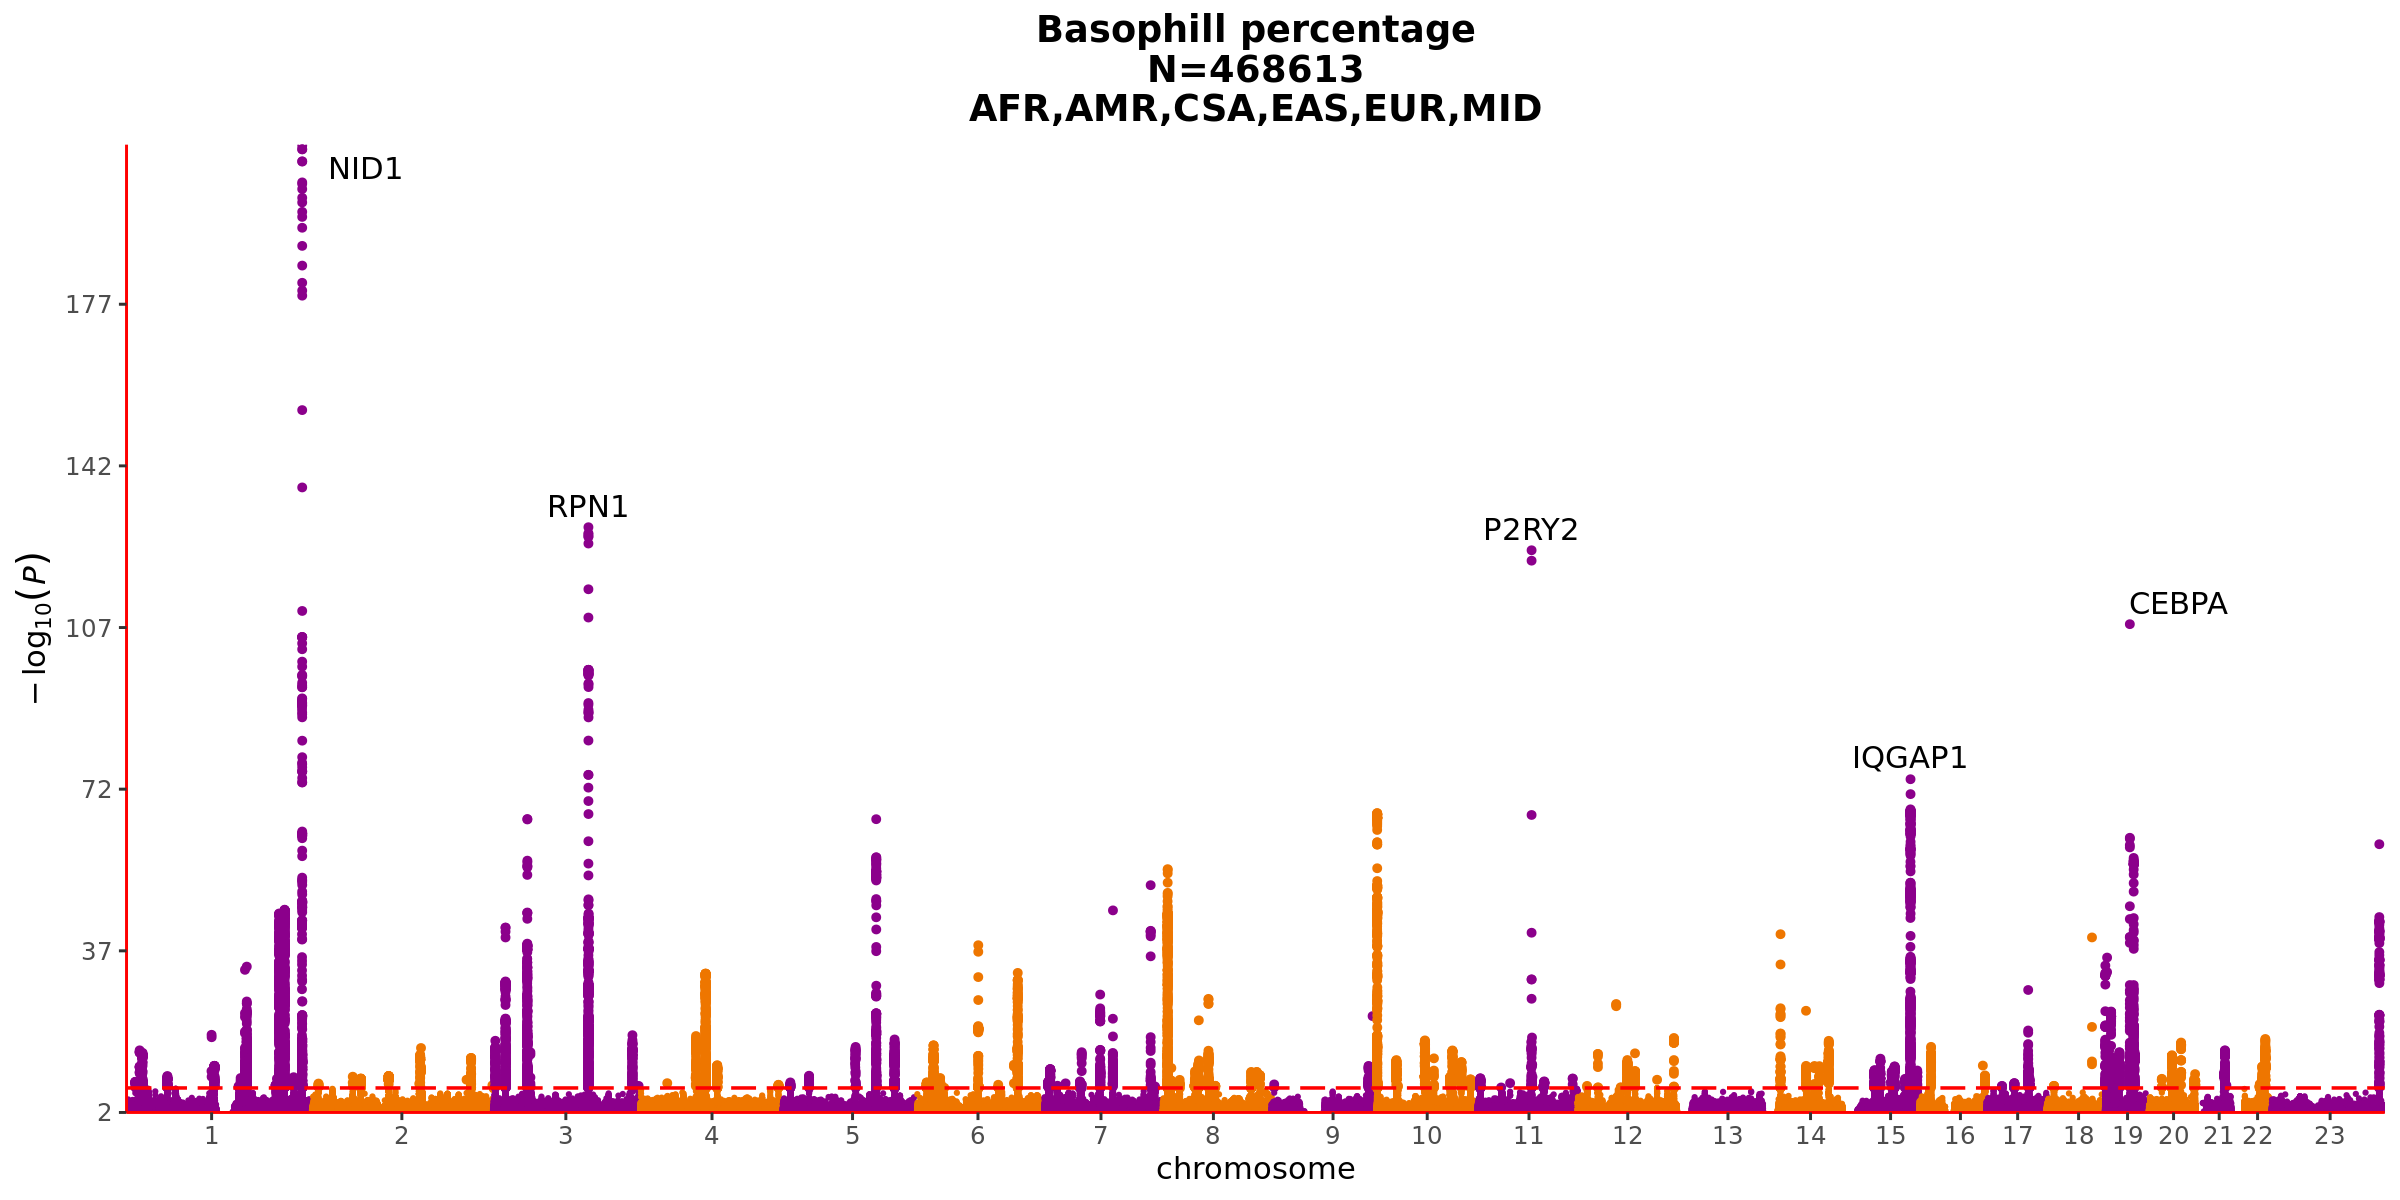 Basophill percentage
N=468613
AFR,AMR,CSA,EAS,EUR,MID
NID1
RPN1
P2RY2
CEBPA
IQGAP1
177
142
107
72
37
2
−log10(P)
1 2 3 4 5 6 7 8 9 10 11 12 13 14 15 16 17 18 19 20 21 22 23
chromosome